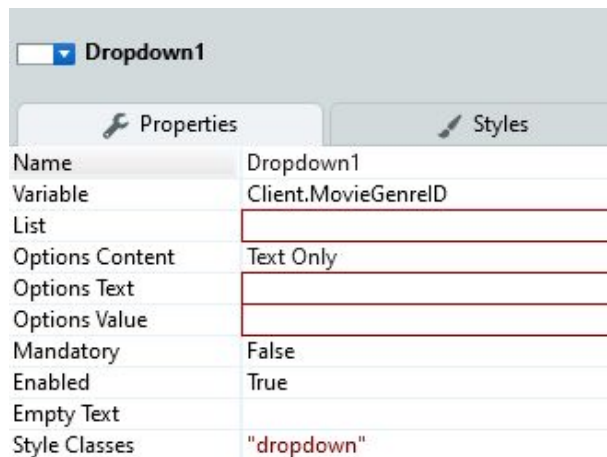 Dropdown1
Properties Styles
Name Dropdown1
Variable Client.MovieGenreID
List
Options Content Text Only
Options Text
Options Value
Mandatory False
Enabled True
Empty Text
Style Classes "dropdown"